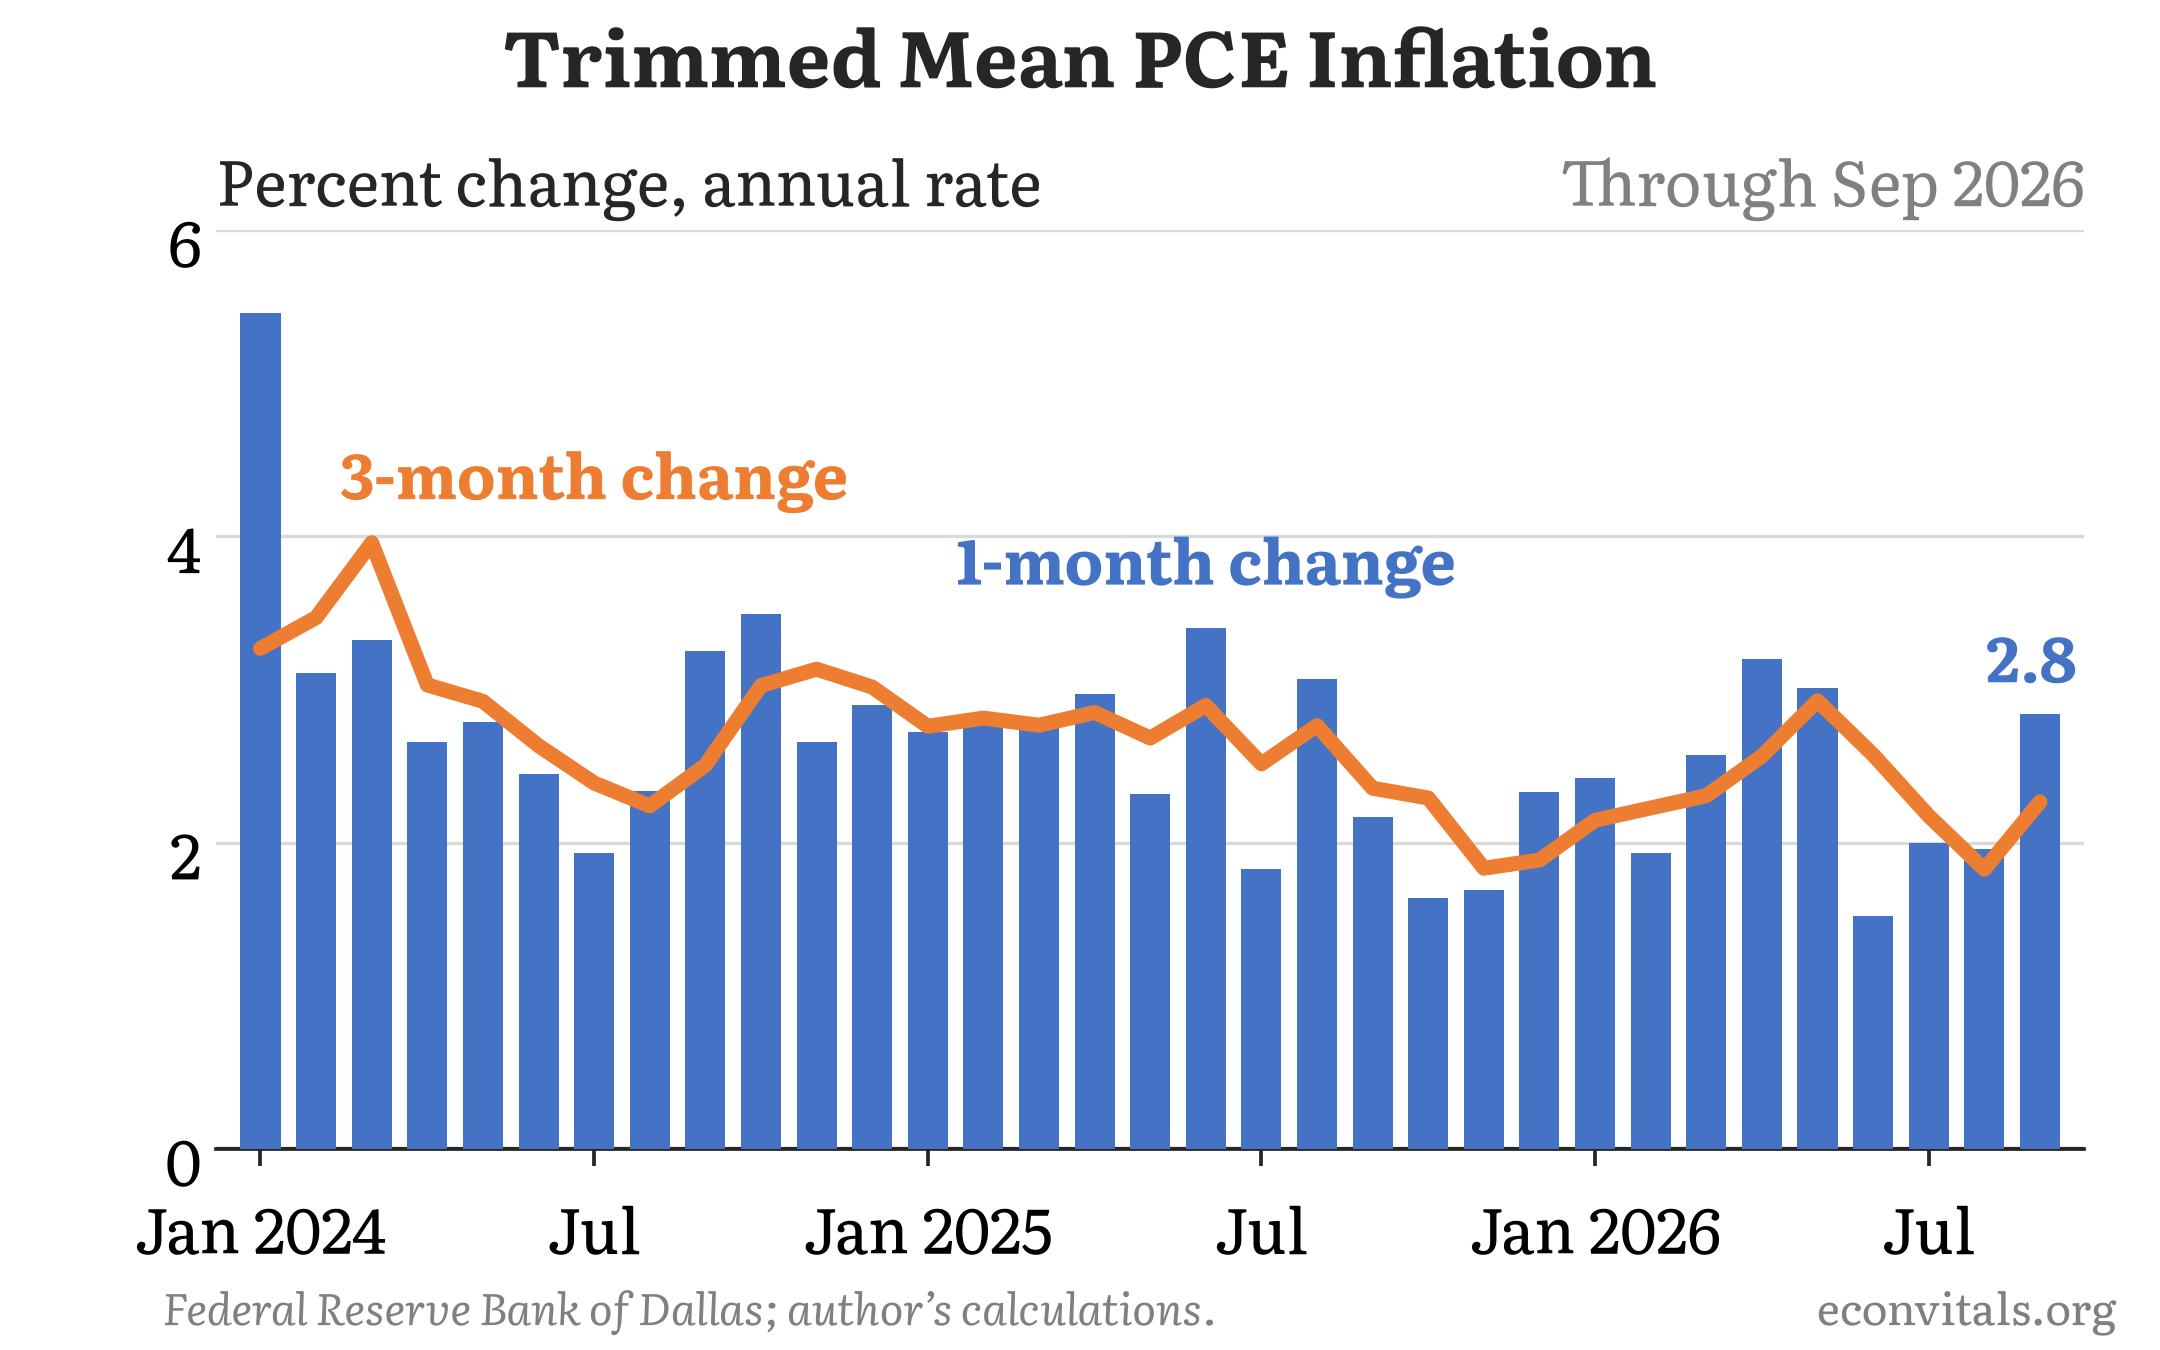 Trimmed Mean PCE Inflation
Percent change, annual rate
Through Sep 2026
6
3-month change
4
1-month change
2.8
2
0
Jan 2024
Jul
Jan 2025
Jul
Jan 2026
Jul
Federal Reserve Bank of Dallas; author’s calculations.
econvitals.org